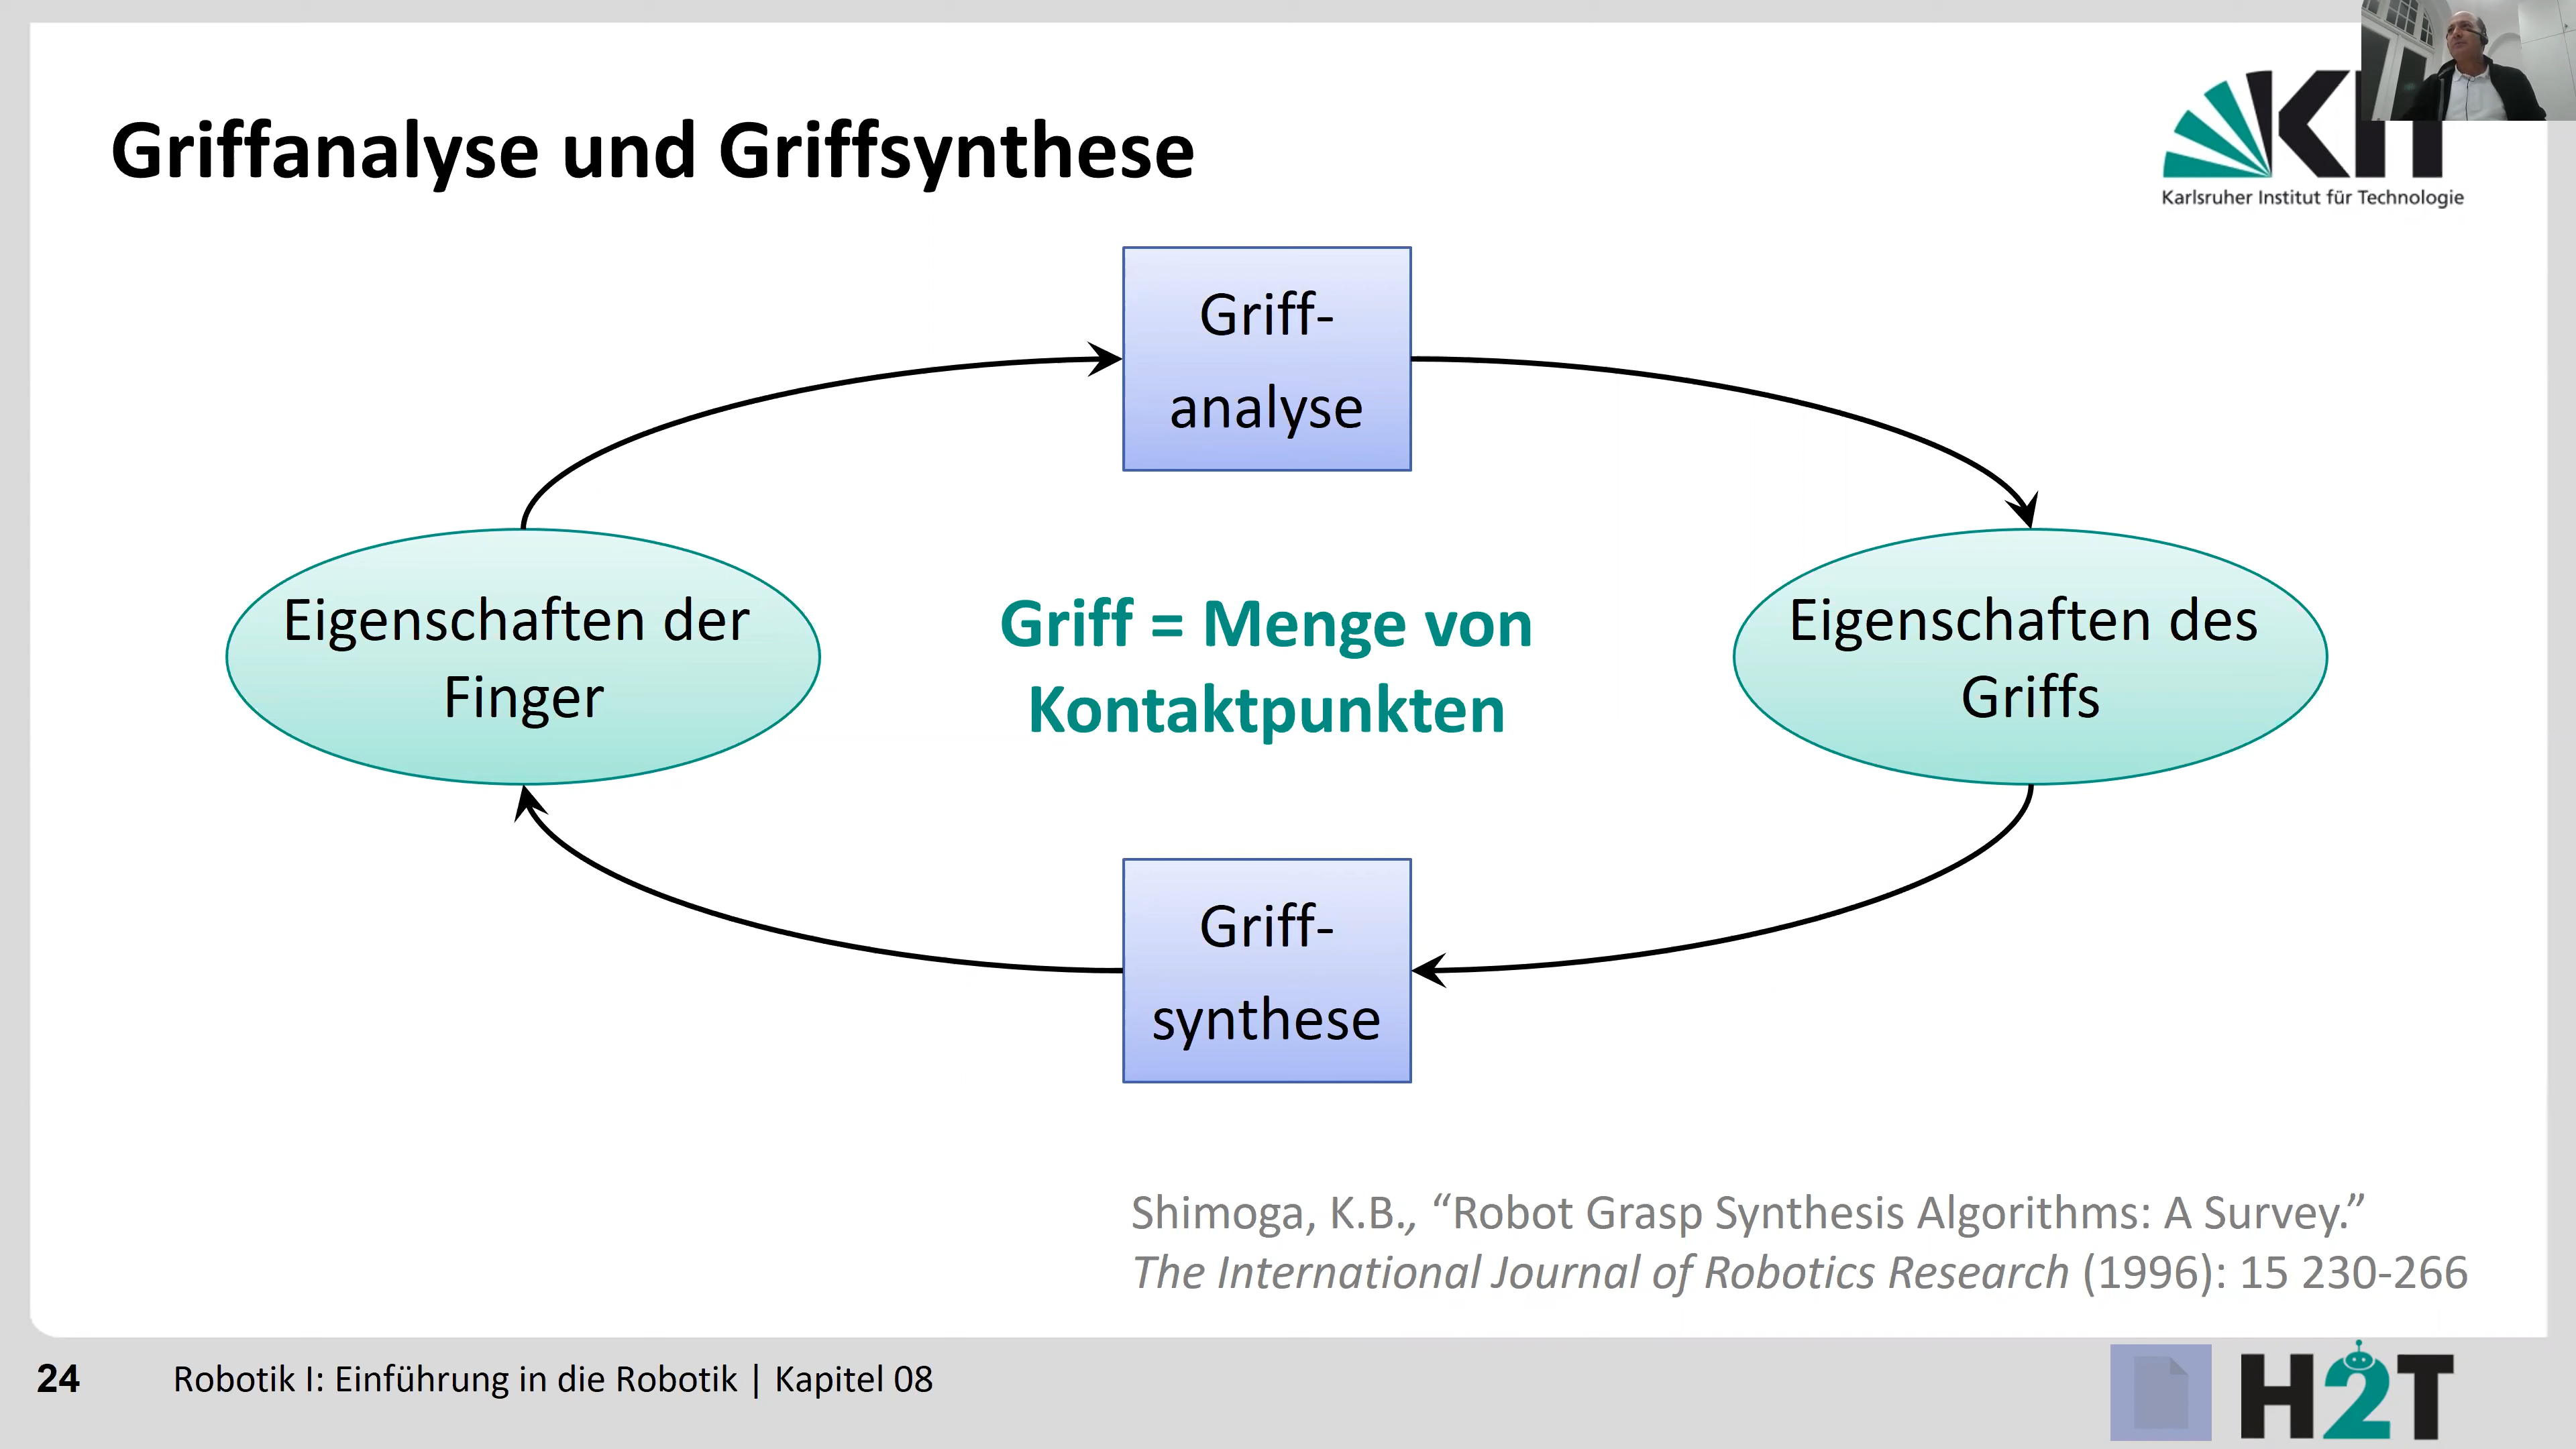 Griffanalyse und Griffsynthese
KIT
Karlsruher Institut für Technologie
Griff-
analyse
Eigenschaften der
Finger
Griff = Menge von
Kontaktpunkten
Eigenschaften des
Griffs
Griff-
synthese
Shimoga, K.B., “Robot Grasp Synthesis Algorithms: A Survey.”
The International Journal of Robotics Research (1996): 15 230-266
24
Robotik I: Einführung in die Robotik | Kapitel 08
H2T